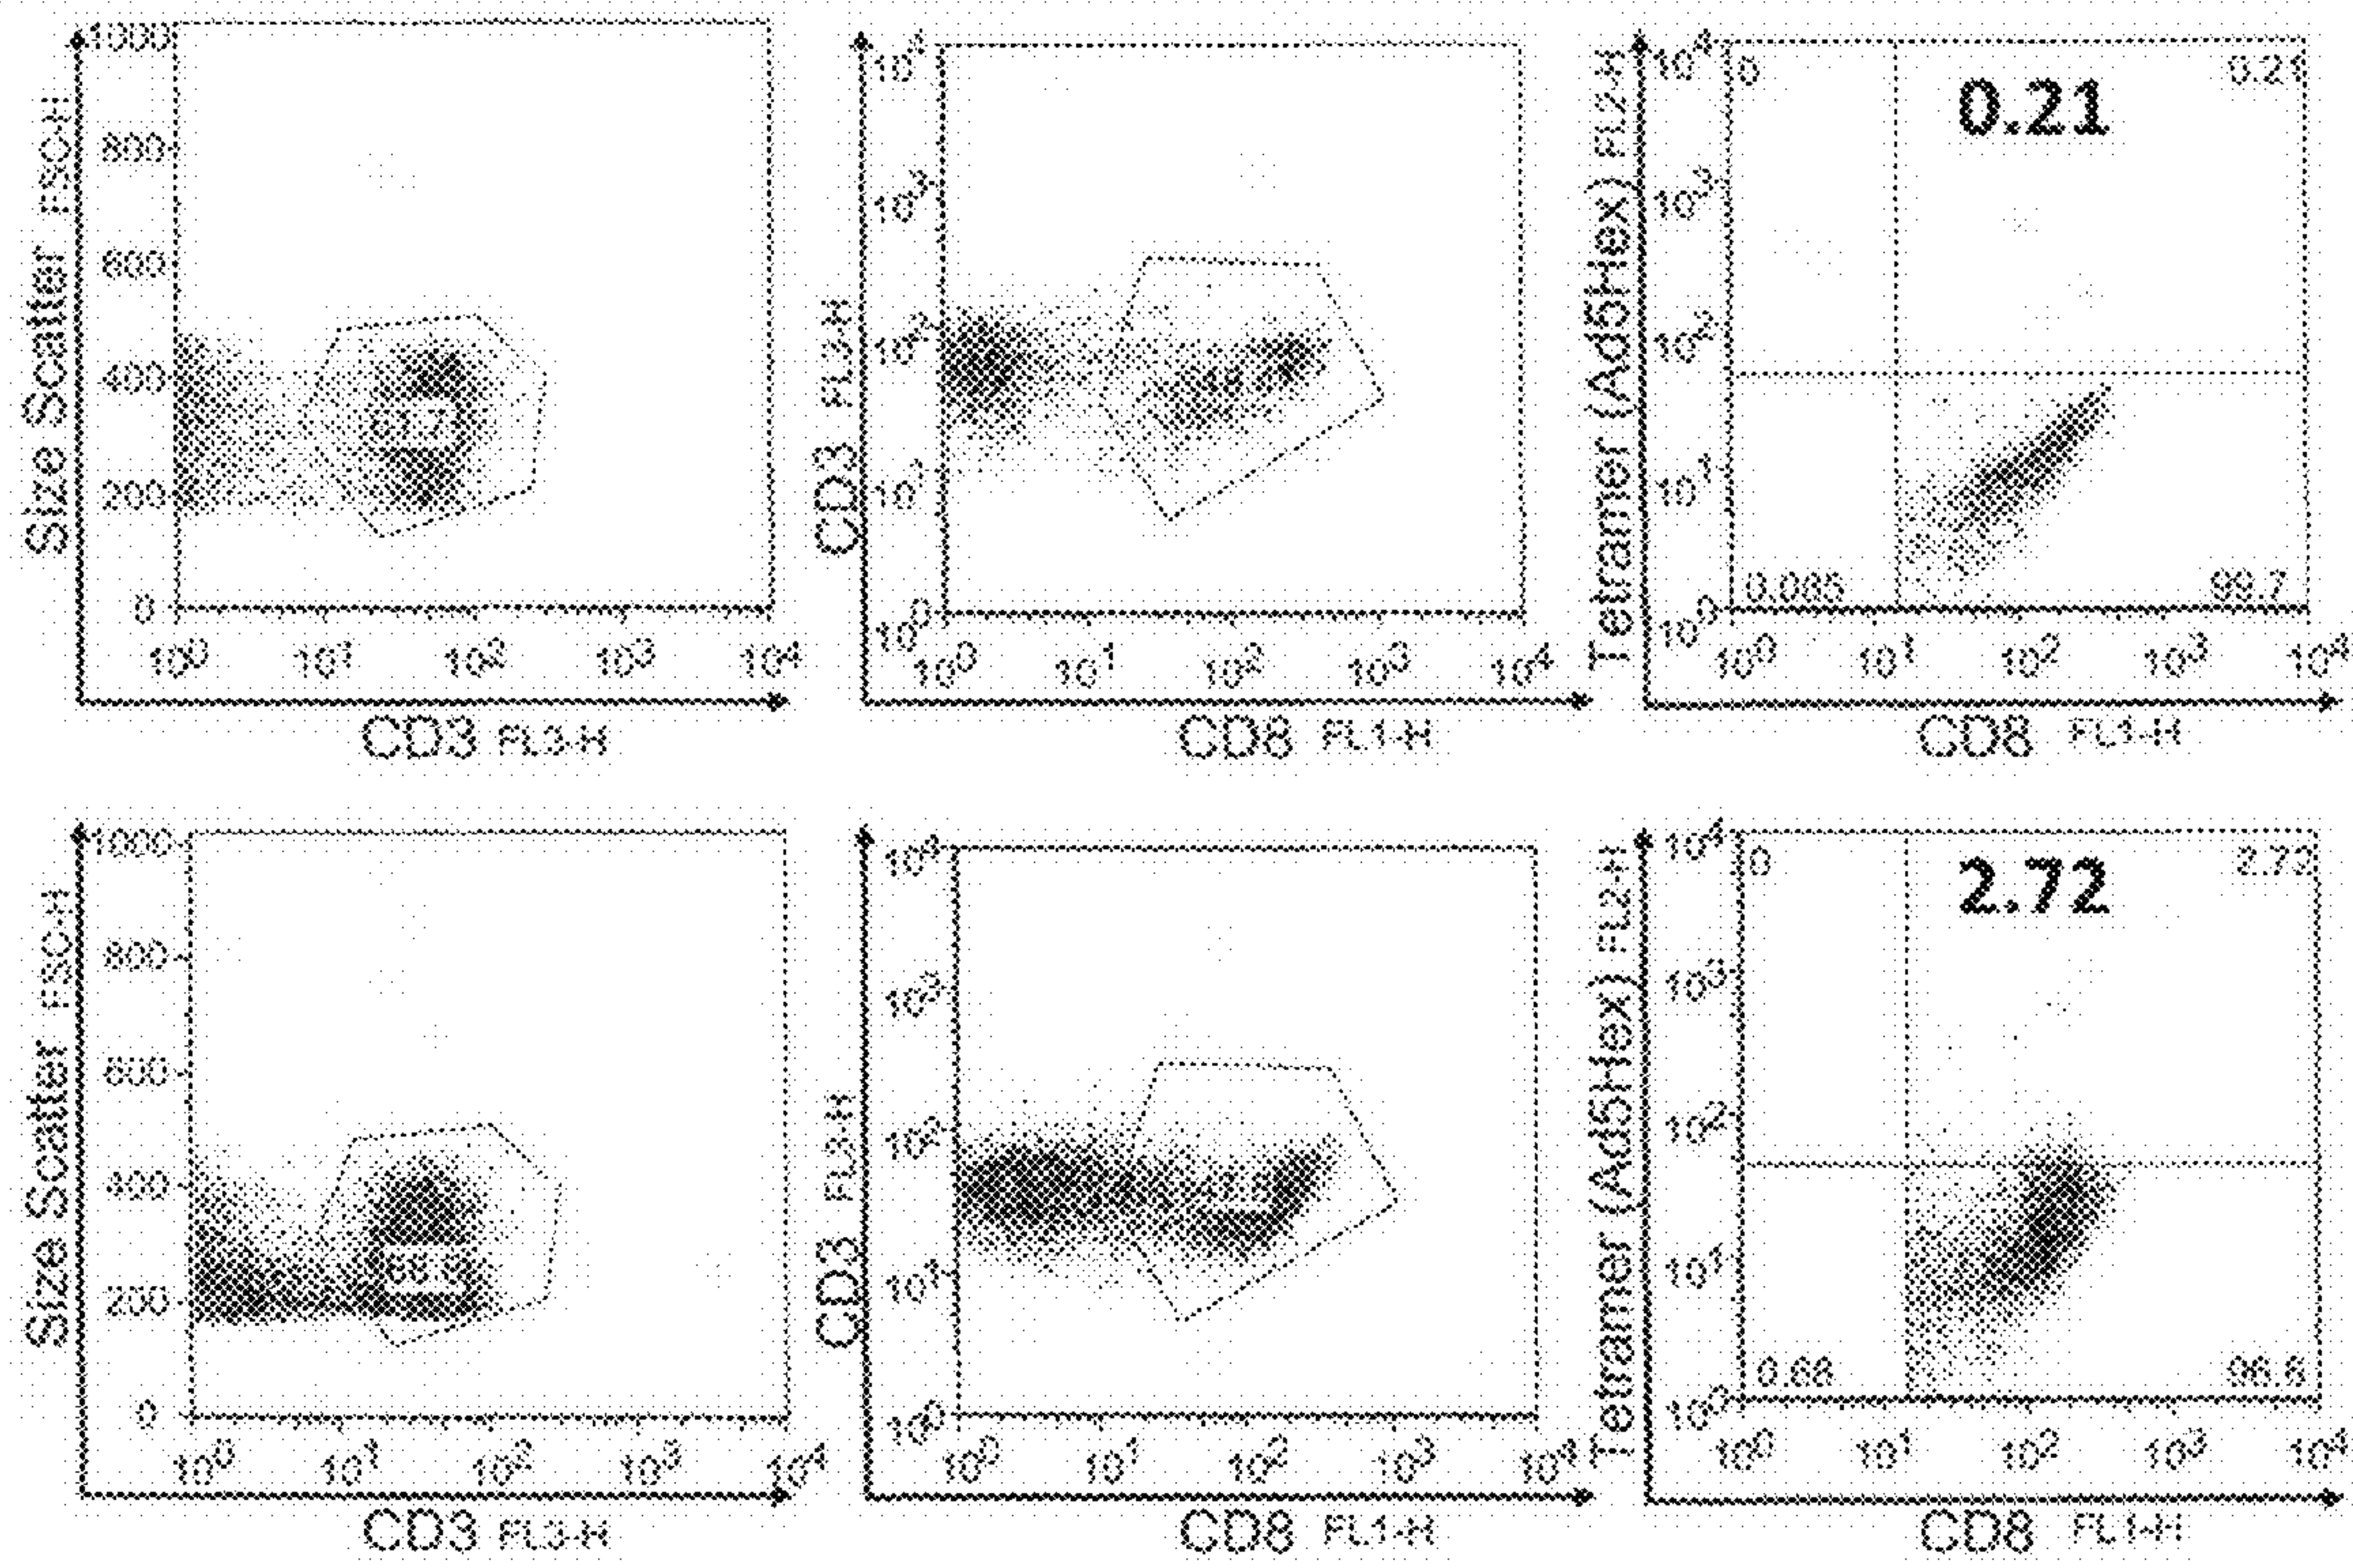 Size Scatter FSC-H
1000
800
600
400
200
0
10⁰ 10¹ 10² 10³ 10⁴
CD3 FL3-H
CD3 FL3-H
10⁴
10³
10²
10¹
10⁰
10⁰ 10¹ 10² 10³ 10⁴
CD8 FL1-H
Tetramer (Ad5Hex) FL2-H
10⁴
10³
10²
10¹
10⁰
0
0.21
0.21
0.085
99.7
10⁰ 10¹ 10² 10³ 10⁴
CD8 FL1-H
Size Scatter FSC-H
1000
800
600
400
200
0
10⁰ 10¹ 10² 10³ 10⁴
CD3 FL3-H
CD3 FL3-H
10⁴
10³
10²
10¹
10⁰
10⁰ 10¹ 10² 10³ 10⁴
CD8 FL1-H
Tetramer (Ad5Hex) FL2-H
10⁴
10³
10²
10¹
10⁰
0
2.72
2.72
0.68
96.6
10⁰ 10¹ 10² 10³ 10⁴
CD8 FL1-H